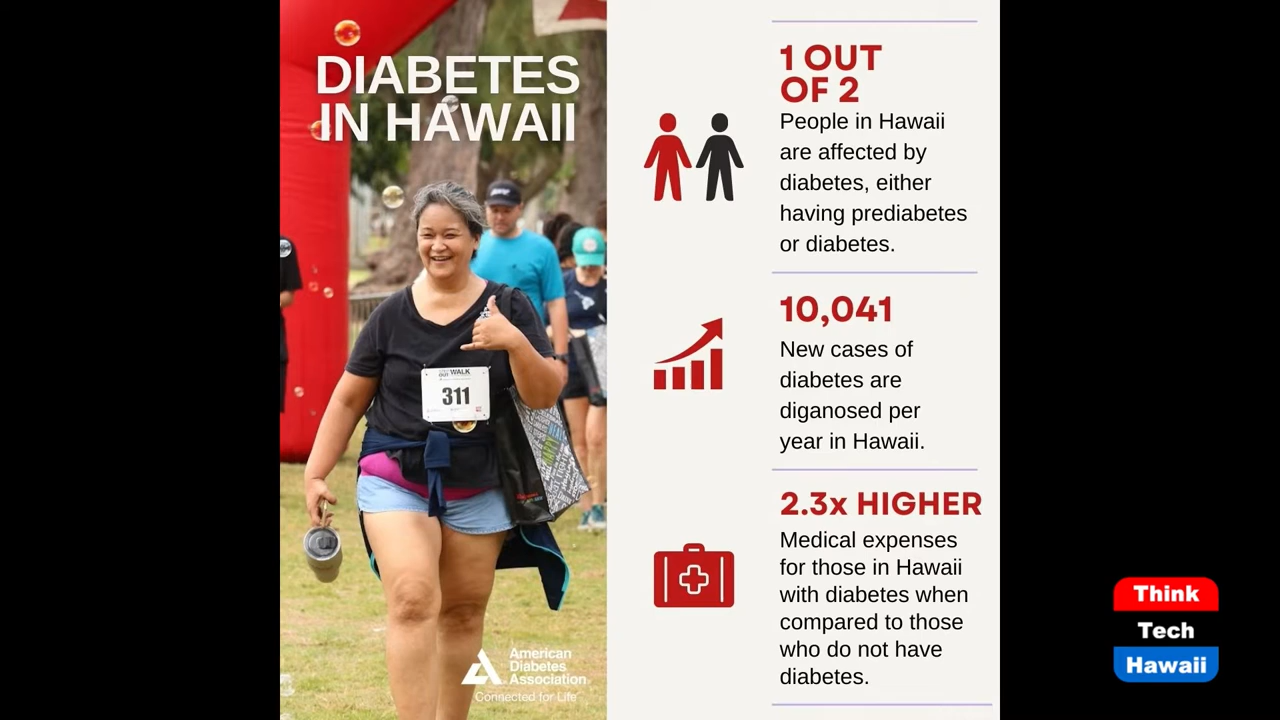 DIABETES
IN HAWAII
WALK
311
American
Diabetes
Association
Connected for Life
1 OUT
OF 2
People in Hawaii
are affected by
diabetes, either
having prediabetes
or diabetes.
10,041
New cases of
diabetes are
diganosed per
year in Hawaii.
2.3x HIGHER
Medical expenses
for those in Hawaii
with diabetes when
compared to those
who do not have
diabetes.
Think
Tech
Hawaii